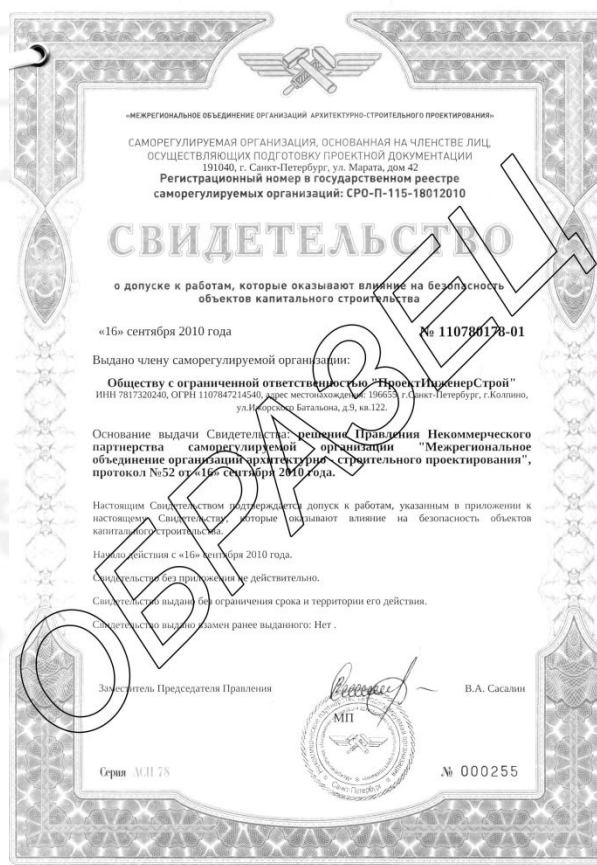 «МЕЖРЕГИОНАЛЬНОЕ ОБЪЕДИНЕНИЕ ОРГАНИЗАЦИЙ АРХИТЕКТУРНО-СТРОИТЕЛЬНОГО ПРОЕКТИРОВАНИЯ»
САМОРЕГУЛИРУЕМАЯ ОРГАНИЗАЦИЯ, ОСНОВАННАЯ НА ЧЛЕНСТВЕ ЛИЦ,
ОСУЩЕСТВЛЯЮЩИХ ПОДГОТОВКУ ПРОЕКТНОЙ ДОКУМЕНТАЦИИ
191040, г. Санкт-Петербург, ул. Марата, дом 42
Регистрационный номер в государственном реестре
саморегулируемых организаций: СРО-П-115-18012010
СВИДЕТЕЛЬСТВО
о допуске к работам, которые оказывают влияние на безопасность
объектов капитального строительства
«16» сентября 2010 года № 110780178-01
Выдано члену саморегулируемой организации:
Обществу с ограниченной ответственностью "ПроектИнженерСтрой"
ИНН 7817320240, ОГРН 1107847214540, адрес местонахождения: 196655, г.Санкт-Петербург, г.Колпино,
ул.Ижорского Батальона, д.9, кв.122.
Основание выдачи Свидетельства: решение Правления Некоммерческого
партнерства саморегулируемой организации "Межрегиональное
объединение организаций архитектурно - строительного проектирования",
протокол №52 от «16» сентября 2010 года.
Настоящим Свидетельством подтверждается допуск к работам, указанным в приложении к
настоящему Свидетельству, которые оказывают влияние на безопасность объектов
капитального строительства.
Начало действия с «16» сентября 2010 года.
Свидетельство без приложения не действительно.
Свидетельство выдано без ограничения срока и территории его действия.
Свидетельство выдано взамен ранее выданного: Нет .
Заместитель Председателя Правления В.А. Сасалин
МП
Санкт-Петербург
Серия АСП 78 № 000255
ОБРАЗЕЦ